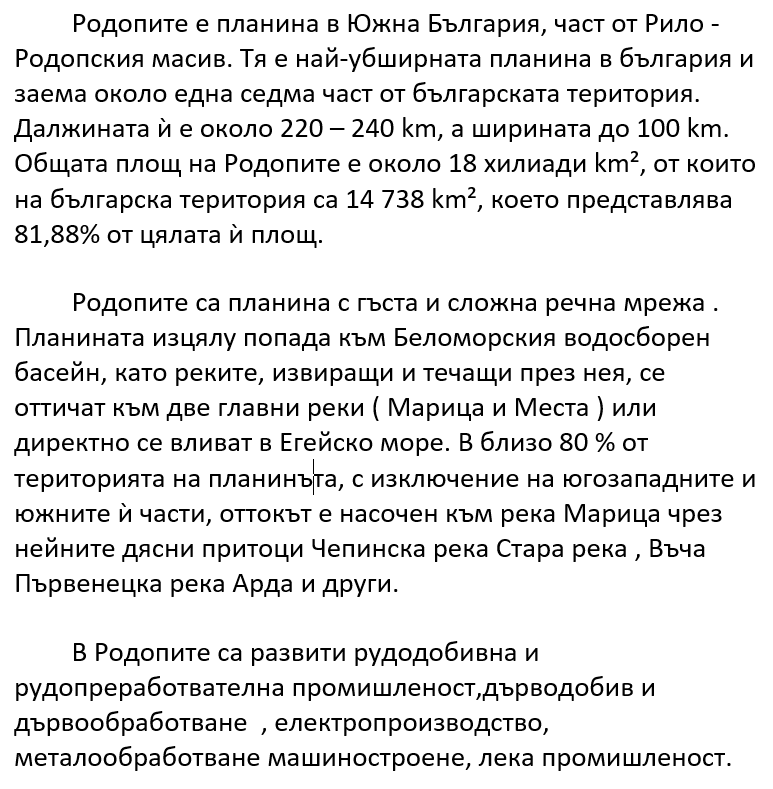 Родопите е планина в Южна България, част от Рило -
Родопския масив. Тя е най-убширната планина в българия и
заема около една седма част от българската територия.
Далжината ѝ е около 220 – 240 km, а ширината до 100 km.
Общата площ на Родопите е около 18 хилиади km², от които
на българска територия са 14 738 km², което представлява
81,88% от цялата ѝ площ.
Родопите са планина с гъста и сложна речна мрежа .
Планината изцялу попада към Беломорския водосборен
басейн, като реките, извиращи и течащи през нея, се
оттичат към две главни реки ( Марица и Места ) или
директно се вливат в Егейско море. В близо 80 % от
територията на планинъта, с изключение на югозападните и
южните ѝ части, оттокът е насочен към река Марица чрез
нейните дясни притоци Чепинска река Стара река , Въча
Първенецка река Арда и други.
В Родопите са развити рудодобивна и
рудопреработвателна промишленост,дърводобив и
дървообработване  , електропроизводство,
металообработване машиностроене, лека промишленост.